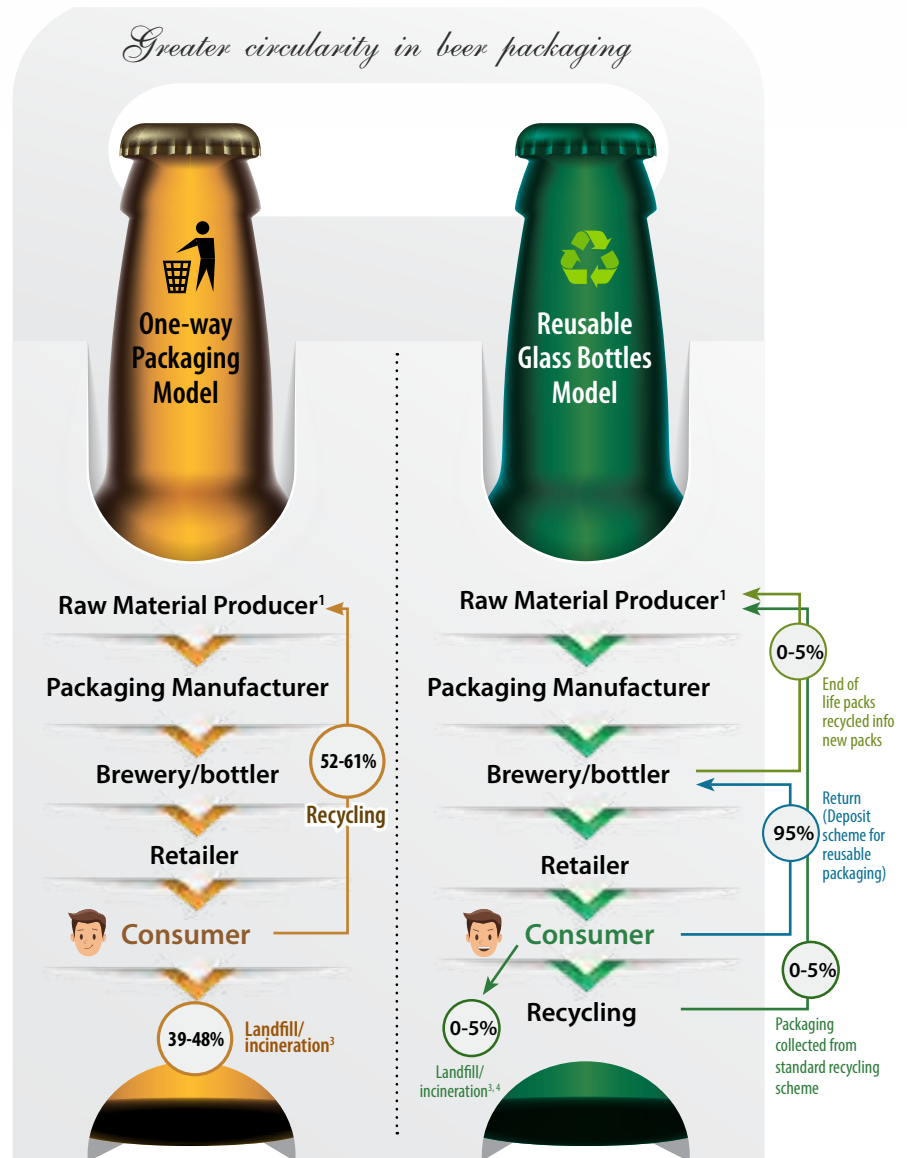 Greater circularity in beer packaging
One-way
Packaging
Model
Reusable
Glass Bottles
Model
Raw Material Producer¹
Packaging Manufacturer
Brewery/bottler
52-61%
Recycling
Retailer
Consumer
39-48%
Landfill/
incineration³
Raw Material Producer¹
0-5%
End of
life packs
recycled info
new packs
Packaging Manufacturer
Brewery/bottler
Return
(Deposit
scheme for
reusable
packaging)
95%
Retailer
Consumer
0-5%
Recycling
0-5%
Landfill/
incineration³,⁴
Packaging
collected from
standard recycling
scheme